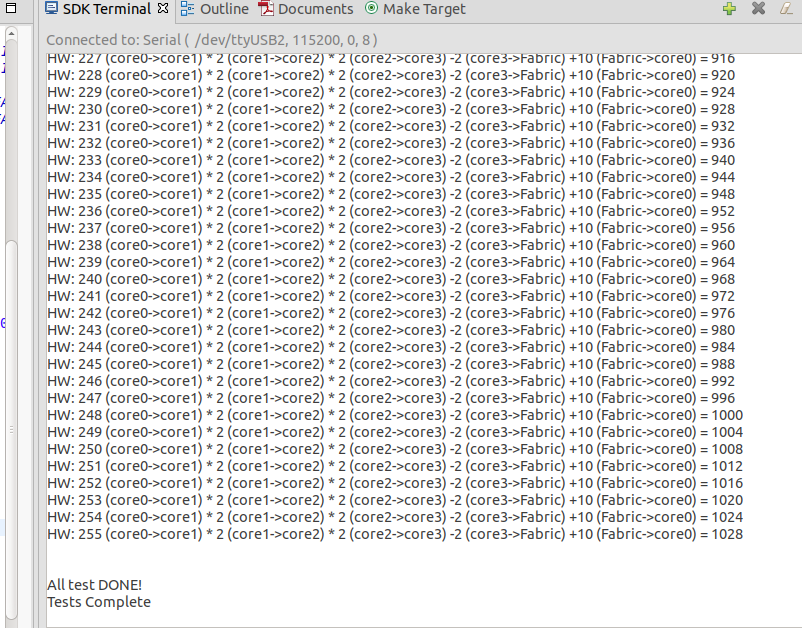 SDK Terminal Outline Documents Make Target
Connected to: Serial ( /dev/ttyUSB2, 115200, 0, 8 )
HW: 227 (core0->core1) * 2 (core1->core2) * 2 (core2->core3) -2 (core3->Fabric) +10 (Fabric->core0) = 916
HW: 228 (core0->core1) * 2 (core1->core2) * 2 (core2->core3) -2 (core3->Fabric) +10 (Fabric->core0) = 920
HW: 229 (core0->core1) * 2 (core1->core2) * 2 (core2->core3) -2 (core3->Fabric) +10 (Fabric->core0) = 924
HW: 230 (core0->core1) * 2 (core1->core2) * 2 (core2->core3) -2 (core3->Fabric) +10 (Fabric->core0) = 928
HW: 231 (core0->core1) * 2 (core1->core2) * 2 (core2->core3) -2 (core3->Fabric) +10 (Fabric->core0) = 932
HW: 232 (core0->core1) * 2 (core1->core2) * 2 (core2->core3) -2 (core3->Fabric) +10 (Fabric->core0) = 936
HW: 233 (core0->core1) * 2 (core1->core2) * 2 (core2->core3) -2 (core3->Fabric) +10 (Fabric->core0) = 940
HW: 234 (core0->core1) * 2 (core1->core2) * 2 (core2->core3) -2 (core3->Fabric) +10 (Fabric->core0) = 944
HW: 235 (core0->core1) * 2 (core1->core2) * 2 (core2->core3) -2 (core3->Fabric) +10 (Fabric->core0) = 948
HW: 236 (core0->core1) * 2 (core1->core2) * 2 (core2->core3) -2 (core3->Fabric) +10 (Fabric->core0) = 952
HW: 237 (core0->core1) * 2 (core1->core2) * 2 (core2->core3) -2 (core3->Fabric) +10 (Fabric->core0) = 956
HW: 238 (core0->core1) * 2 (core1->core2) * 2 (core2->core3) -2 (core3->Fabric) +10 (Fabric->core0) = 960
HW: 239 (core0->core1) * 2 (core1->core2) * 2 (core2->core3) -2 (core3->Fabric) +10 (Fabric->core0) = 964
HW: 240 (core0->core1) * 2 (core1->core2) * 2 (core2->core3) -2 (core3->Fabric) +10 (Fabric->core0) = 968
HW: 241 (core0->core1) * 2 (core1->core2) * 2 (core2->core3) -2 (core3->Fabric) +10 (Fabric->core0) = 972
HW: 242 (core0->core1) * 2 (core1->core2) * 2 (core2->core3) -2 (core3->Fabric) +10 (Fabric->core0) = 976
HW: 243 (core0->core1) * 2 (core1->core2) * 2 (core2->core3) -2 (core3->Fabric) +10 (Fabric->core0) = 980
HW: 244 (core0->core1) * 2 (core1->core2) * 2 (core2->core3) -2 (core3->Fabric) +10 (Fabric->core0) = 984
HW: 245 (core0->core1) * 2 (core1->core2) * 2 (core2->core3) -2 (core3->Fabric) +10 (Fabric->core0) = 988
HW: 246 (core0->core1) * 2 (core1->core2) * 2 (core2->core3) -2 (core3->Fabric) +10 (Fabric->core0) = 992
HW: 247 (core0->core1) * 2 (core1->core2) * 2 (core2->core3) -2 (core3->Fabric) +10 (Fabric->core0) = 996
HW: 248 (core0->core1) * 2 (core1->core2) * 2 (core2->core3) -2 (core3->Fabric) +10 (Fabric->core0) = 1000
HW: 249 (core0->core1) * 2 (core1->core2) * 2 (core2->core3) -2 (core3->Fabric) +10 (Fabric->core0) = 1004
HW: 250 (core0->core1) * 2 (core1->core2) * 2 (core2->core3) -2 (core3->Fabric) +10 (Fabric->core0) = 1008
HW: 251 (core0->core1) * 2 (core1->core2) * 2 (core2->core3) -2 (core3->Fabric) +10 (Fabric->core0) = 1012
HW: 252 (core0->core1) * 2 (core1->core2) * 2 (core2->core3) -2 (core3->Fabric) +10 (Fabric->core0) = 1016
HW: 253 (core0->core1) * 2 (core1->core2) * 2 (core2->core3) -2 (core3->Fabric) +10 (Fabric->core0) = 1020
HW: 254 (core0->core1) * 2 (core1->core2) * 2 (core2->core3) -2 (core3->Fabric) +10 (Fabric->core0) = 1024
HW: 255 (core0->core1) * 2 (core1->core2) * 2 (core2->core3) -2 (core3->Fabric) +10 (Fabric->core0) = 1028
All test DONE!
Tests Complete